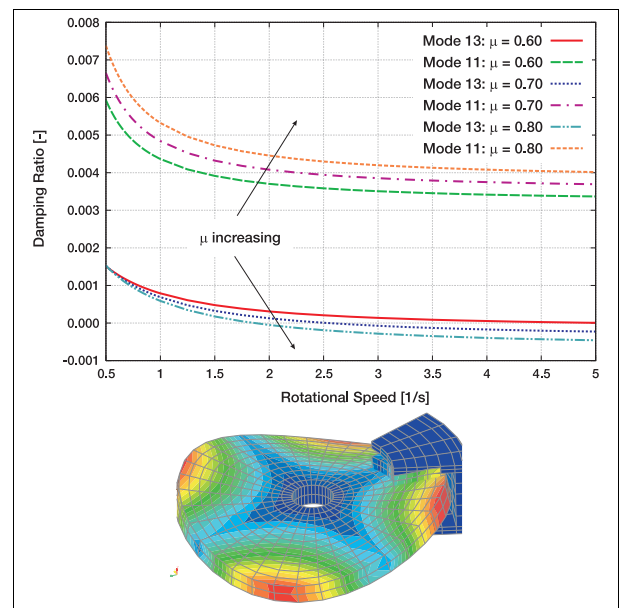 0.008
0.007
0.006
0.005
0.004
0.003
0.002
0.001
0.000
-0.001
Damping Ratio [-]
Mode 13: μ = 0.60
Mode 11: μ = 0.60
Mode 13: μ = 0.70
Mode 11: μ = 0.70
Mode 13: μ = 0.80
Mode 11: μ = 0.80
μ increasing
0.5 1 1.5 2 2.5 3 3.5 4 4.5 5
Rotational Speed [1/s]